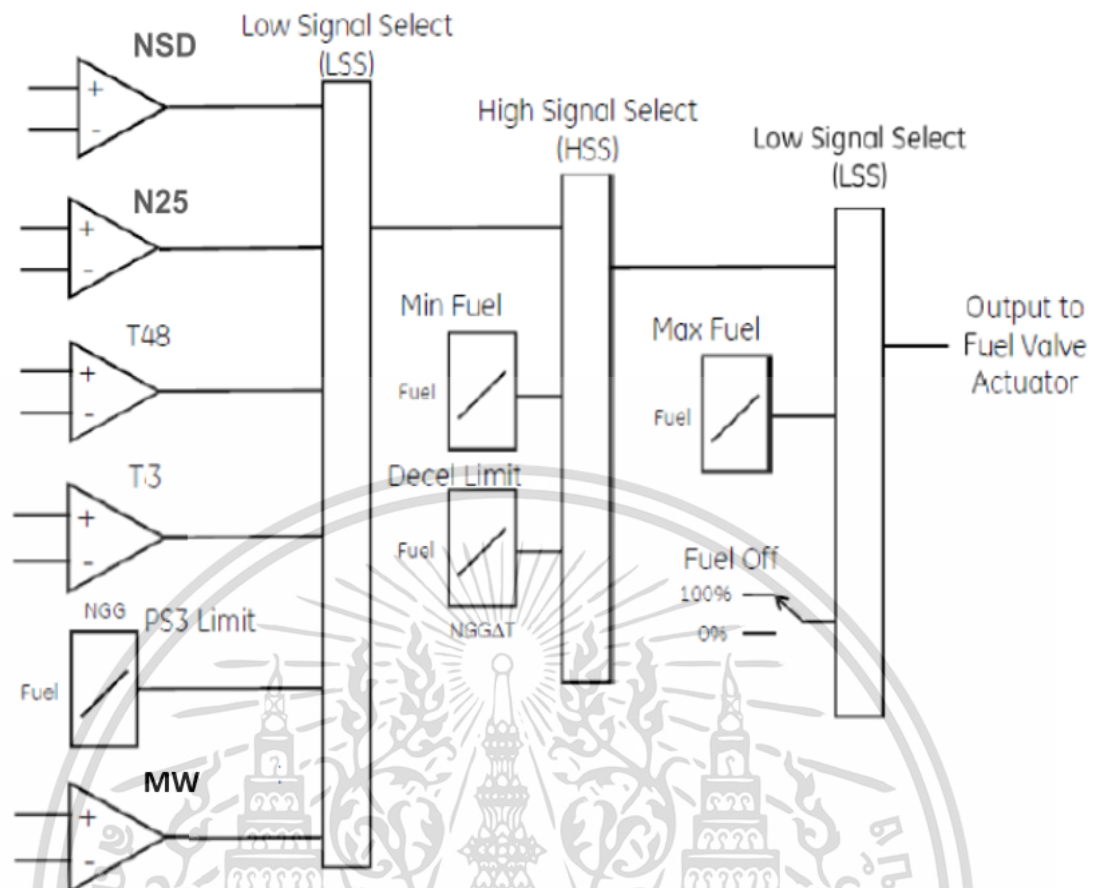 NSD
Low Signal Select
(LSS)
+
-
High Signal Select
(HSS)
Low Signal Select
(LSS)
N25
+
-
Min Fuel
Fuel
Max Fuel
Fuel
Output to
Fuel Valve
Actuator
T48
+
-
T3
+
-
Decel Limit
Fuel
NGG∆T
Fuel Off
100%
0%
NGG
PS3 Limit
Fuel
MW
+
-